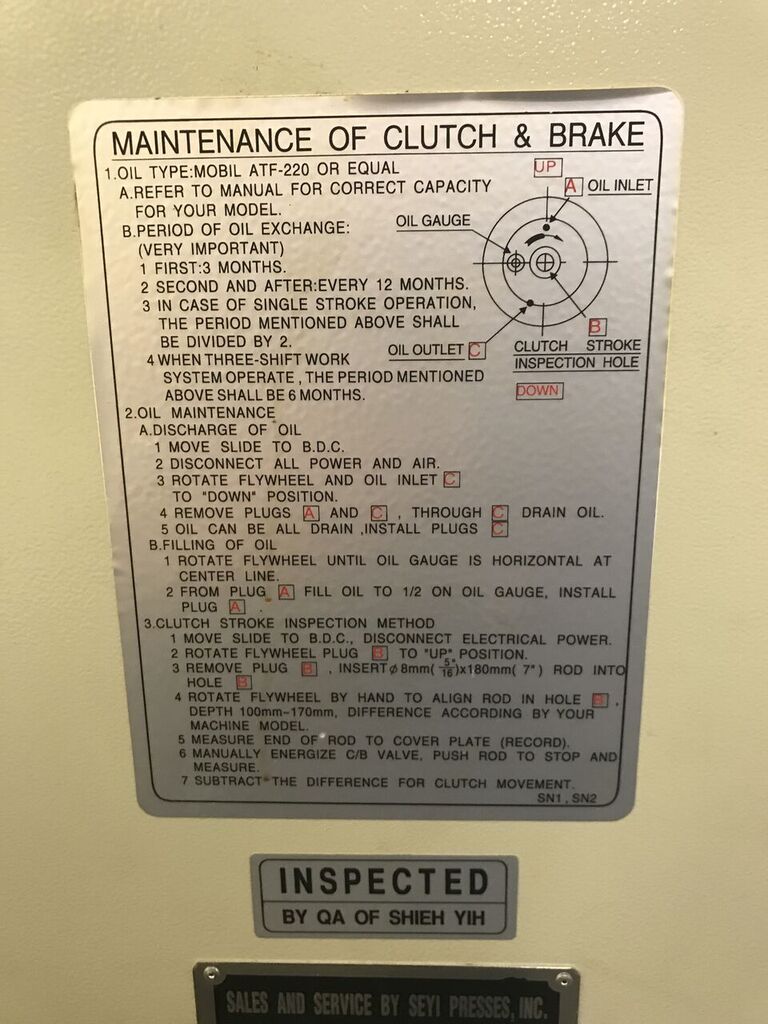 MAINTENANCE OF CLUTCH & BRAKE
1.OIL TYPE:MOBIL ATF-220 OR EQUAL
A.REFER TO MANUAL FOR CORRECT CAPACITY
FOR YOUR MODEL.
B.PERIOD OF OIL EXCHANGE:
(VERY IMPORTANT)
1 FIRST:3 MONTHS.
2 SECOND AND AFTER:EVERY 12 MONTHS.
3 IN CASE OF SINGLE STROKE OPERATION,
THE PERIOD MENTIONED ABOVE SHALL
BE DIVIDED BY 2.
4 WHEN THREE-SHIFT WORK
SYSTEM OPERATE , THE PERIOD MENTIONED
ABOVE SHALL BE 6 MONTHS.
UP
A OIL INLET
OIL GAUGE
B
OIL OUTLET C
CLUTCH STROKE
INSPECTION HOLE
DOWN
2.OIL MAINTENANCE
A.DISCHARGE OF OIL
1 MOVE SLIDE TO B.D.C.
2 DISCONNECT ALL POWER AND AIR.
3 ROTATE FLYWHEEL AND OIL INLET C
TO "DOWN" POSITION.
4 REMOVE PLUGS A AND C , THROUGH C DRAIN OIL.
5 OIL CAN BE ALL DRAIN ,INSTALL PLUGS C
B.FILLING OF OIL
1 ROTATE FLYWHEEL UNTIL OIL GAUGE IS HORIZONTAL AT
CENTER LINE.
2 FROM PLUG A FILL OIL TO 1/2 ON OIL GAUGE, INSTALL
PLUG A .
3.CLUTCH STROKE INSPECTION METHOD
1 MOVE SLIDE TO B.D.C., DISCONNECT ELECTRICAL POWER.
2 ROTATE FLYWHEEL PLUG B TO "UP" POSITION.
3 REMOVE PLUG B , INSERT ø 8mm( 5/16")x180mm( 7") ROD INTO
HOLE B
4 ROTATE FLYWHEEL BY HAND TO ALIGN ROD IN HOLE B ,
DEPTH 100mm-170mm, DIFFERENCE ACCORDING BY YOUR
MACHINE MODEL.
5 MEASURE END OF ROD TO COVER PLATE (RECORD).
6 MANUALLY ENERGIZE C/B VALVE, PUSH ROD TO STOP AND
MEASURE.
7 SUBTRACT THE DIFFERENCE FOR CLUTCH MOVEMENT.
SN1 , SN2
INSPECTED
BY QA OF SHIEH YIH
SALES AND SERVICE BY SEYI PRESSES, INC.